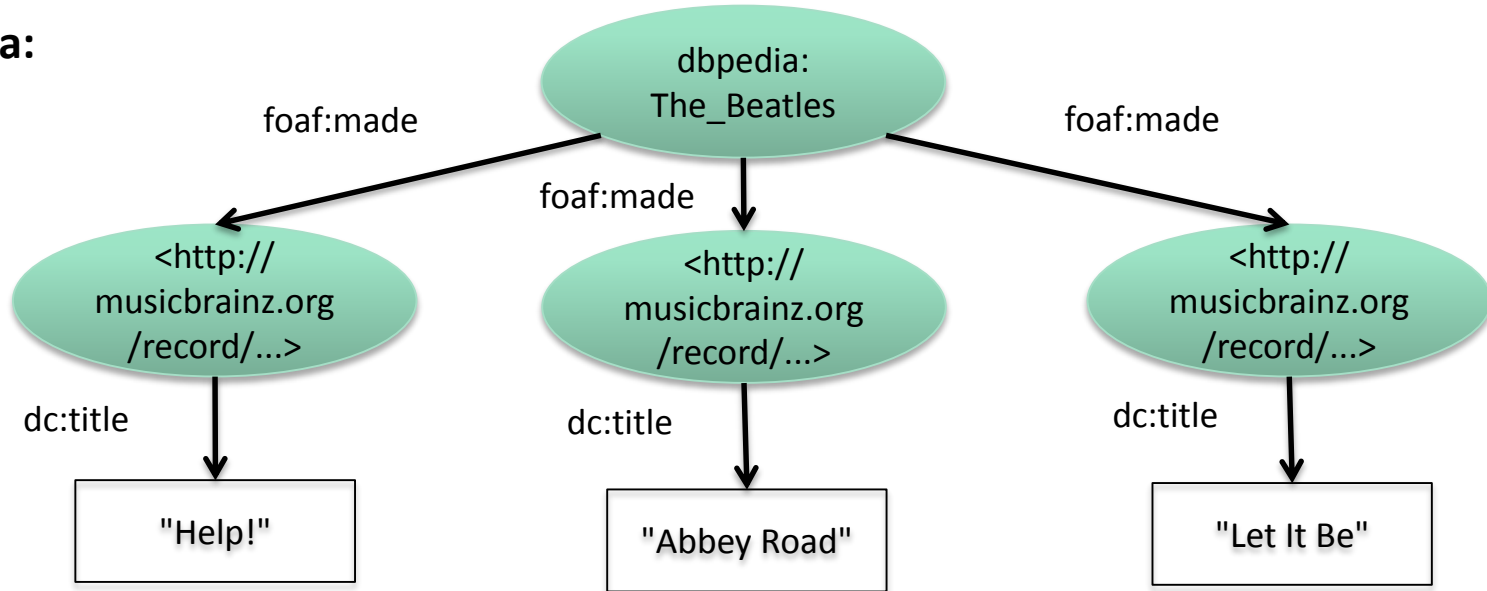 a:
dbpedia:
The_Beatles
foaf:made
foaf:made
foaf:made
<http://
musicbrainz.org
/record/...>
<http://
musicbrainz.org
/record/...>
<http://
musicbrainz.org
/record/...>
dc:title
dc:title
dc:title
"Help!"
"Abbey Road"
"Let It Be"